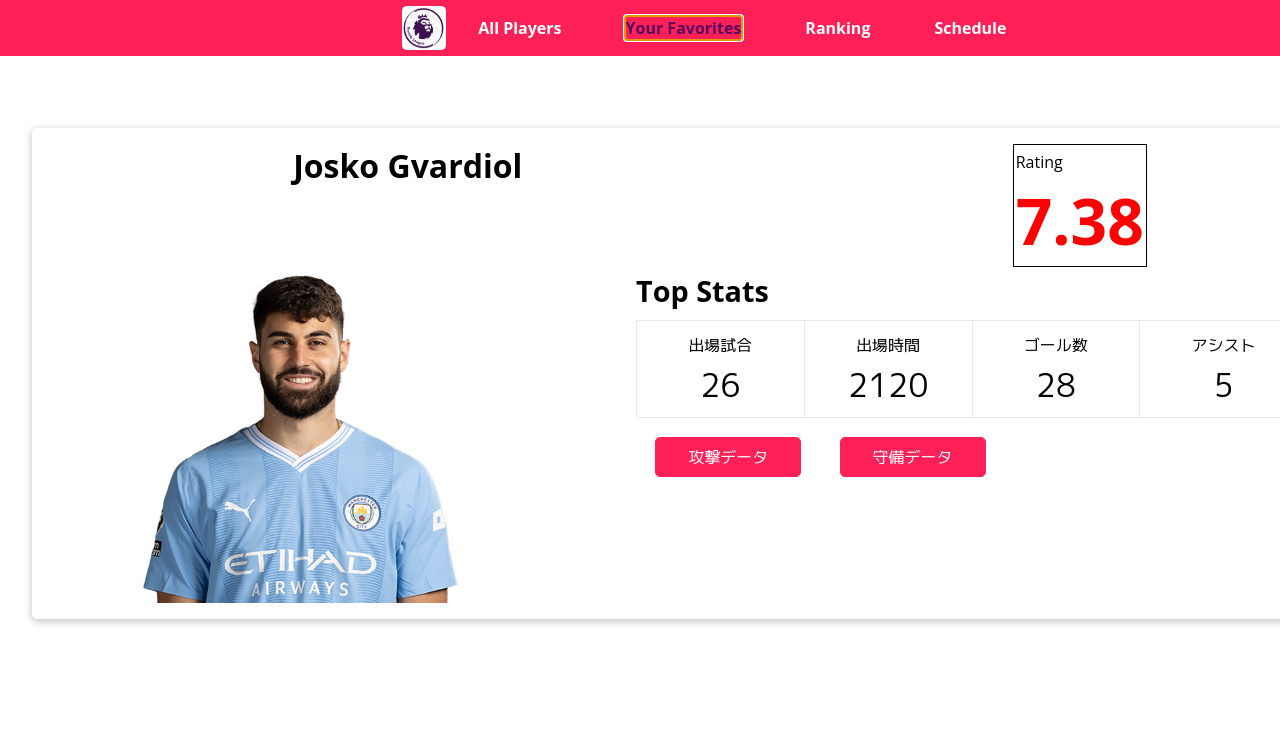 All Players
Your Favorites
Ranking
Schedule
Josko Gvardiol
Rating
7.38
Top Stats
出場試合
出場時間
ゴール数
アシスト
26
2120
28
5
攻撃データ
守備データ
MANCHESTER
CITY
ETIHAD
AIRWAYS